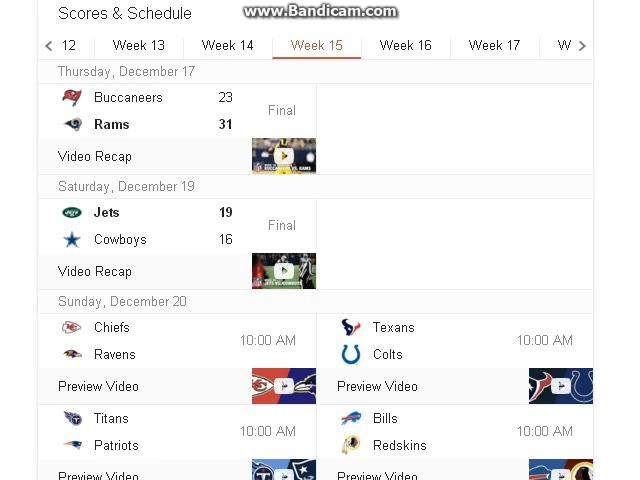 www.Bandicam.com
Scores & Schedule
12 Week 13 Week 14 Week 15 Week 16 Week 17 W
Thursday, December 17
Buccaneers 23
Final
Rams 31
Video Recap
Saturday, December 19
Jets 19
Final
Cowboys 16
Video Recap
Sunday, December 20
Chiefs
10:00 AM
Ravens
Texans
10:00 AM
Colts
Preview Video
Preview Video
Titans
10:00 AM
Patriots
Bills
10:00 AM
Redskins
Preview Video
Preview Video